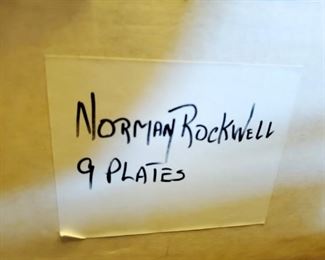 Norman Rockwell
9 Plates